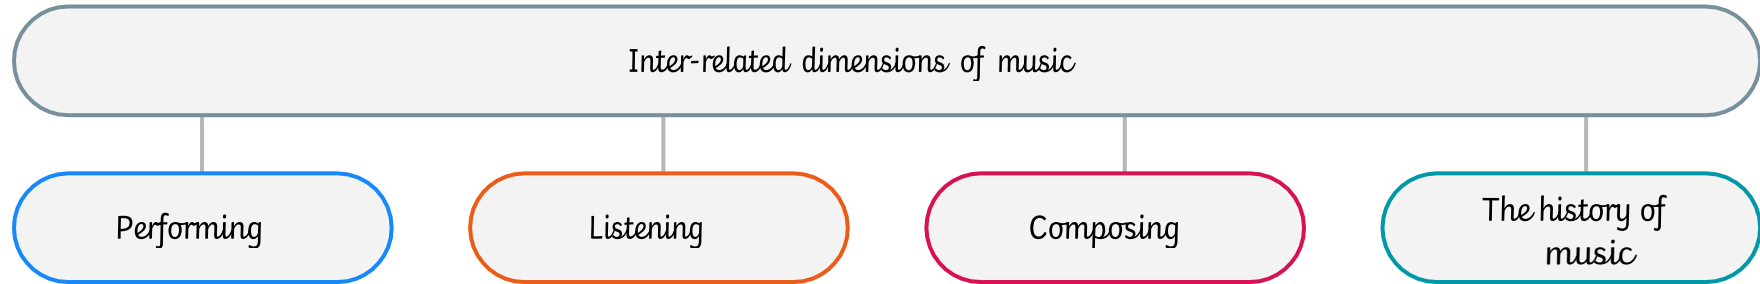 Inter-related dimensions of music
Performing
Listening
Composing
The history of
music